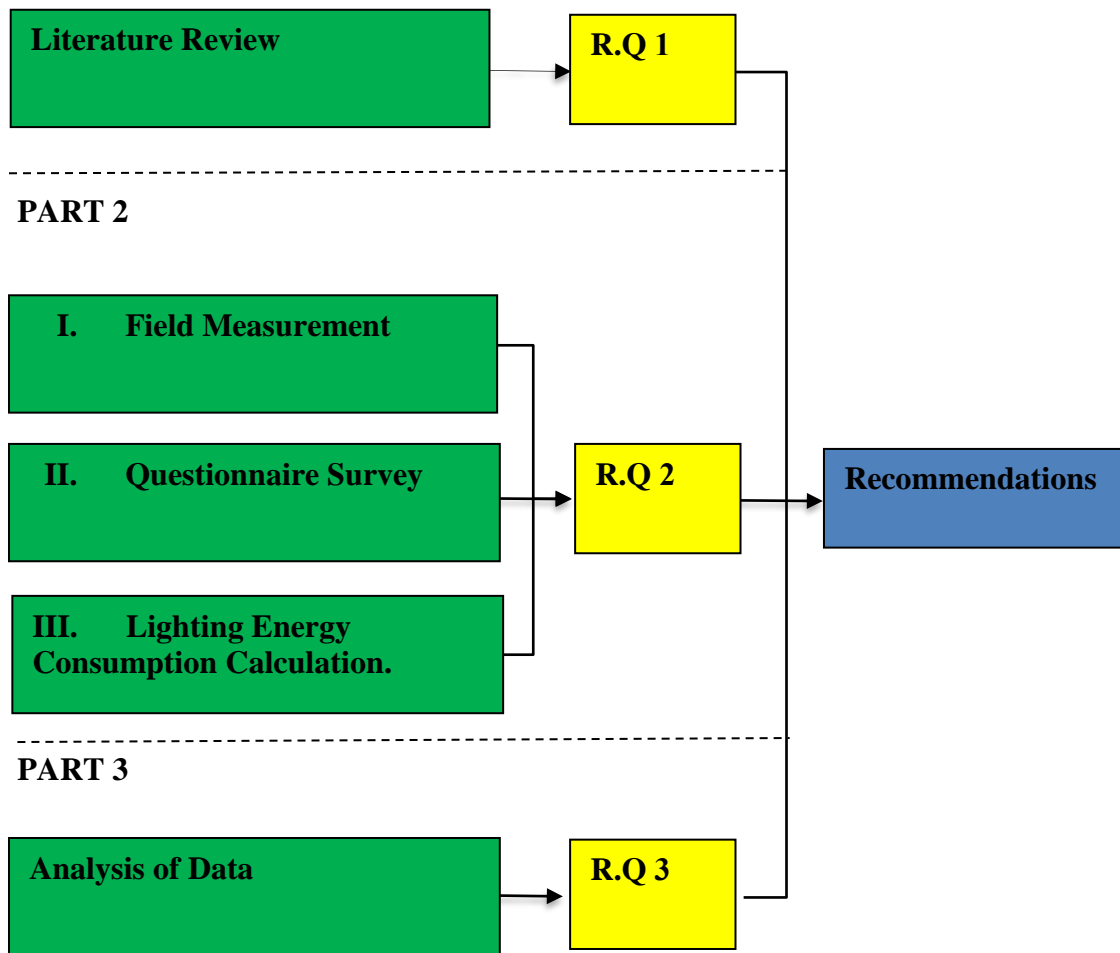 Literature Review
R.Q 1
PART 2
I. Field Measurement
II. Questionnaire Survey
R.Q 2
Recommendations
III. Lighting Energy
Consumption Calculation.
PART 3
Analysis of Data
R.Q 3